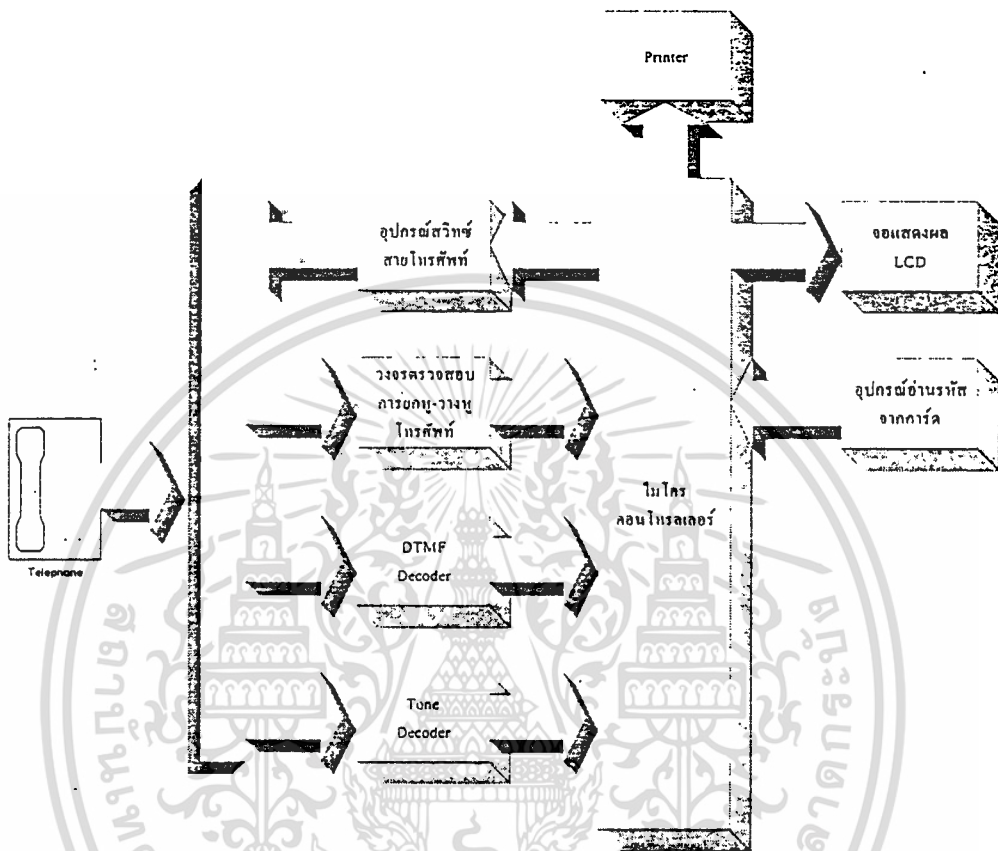 Printer
อุปกรณ์สวิทซ์
สายโทรศัพท์
จอแสดงผล
LCD
วงจรตรวจสอบ
การยกหู-วางหู
โทรศัพท์
อุปกรณ์อ่านรหัส
จากการ์ด
ไมโคร
คอนโทรลเลอร์
Telephone
DTMF
Decoder
Tone
Decoder